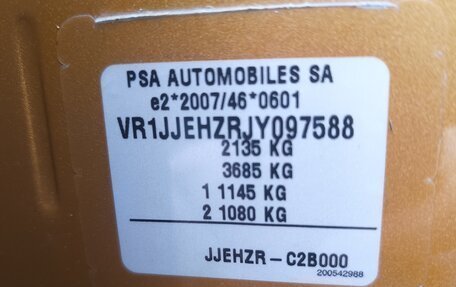 PSA AUTOMOBILES SA
e2*2007/46*0601
VR1JJEHZRJY097588
2135 KG
3685 KG
1 1145 KG
2 1080 KG
JJEHZR-C2B000
200542988